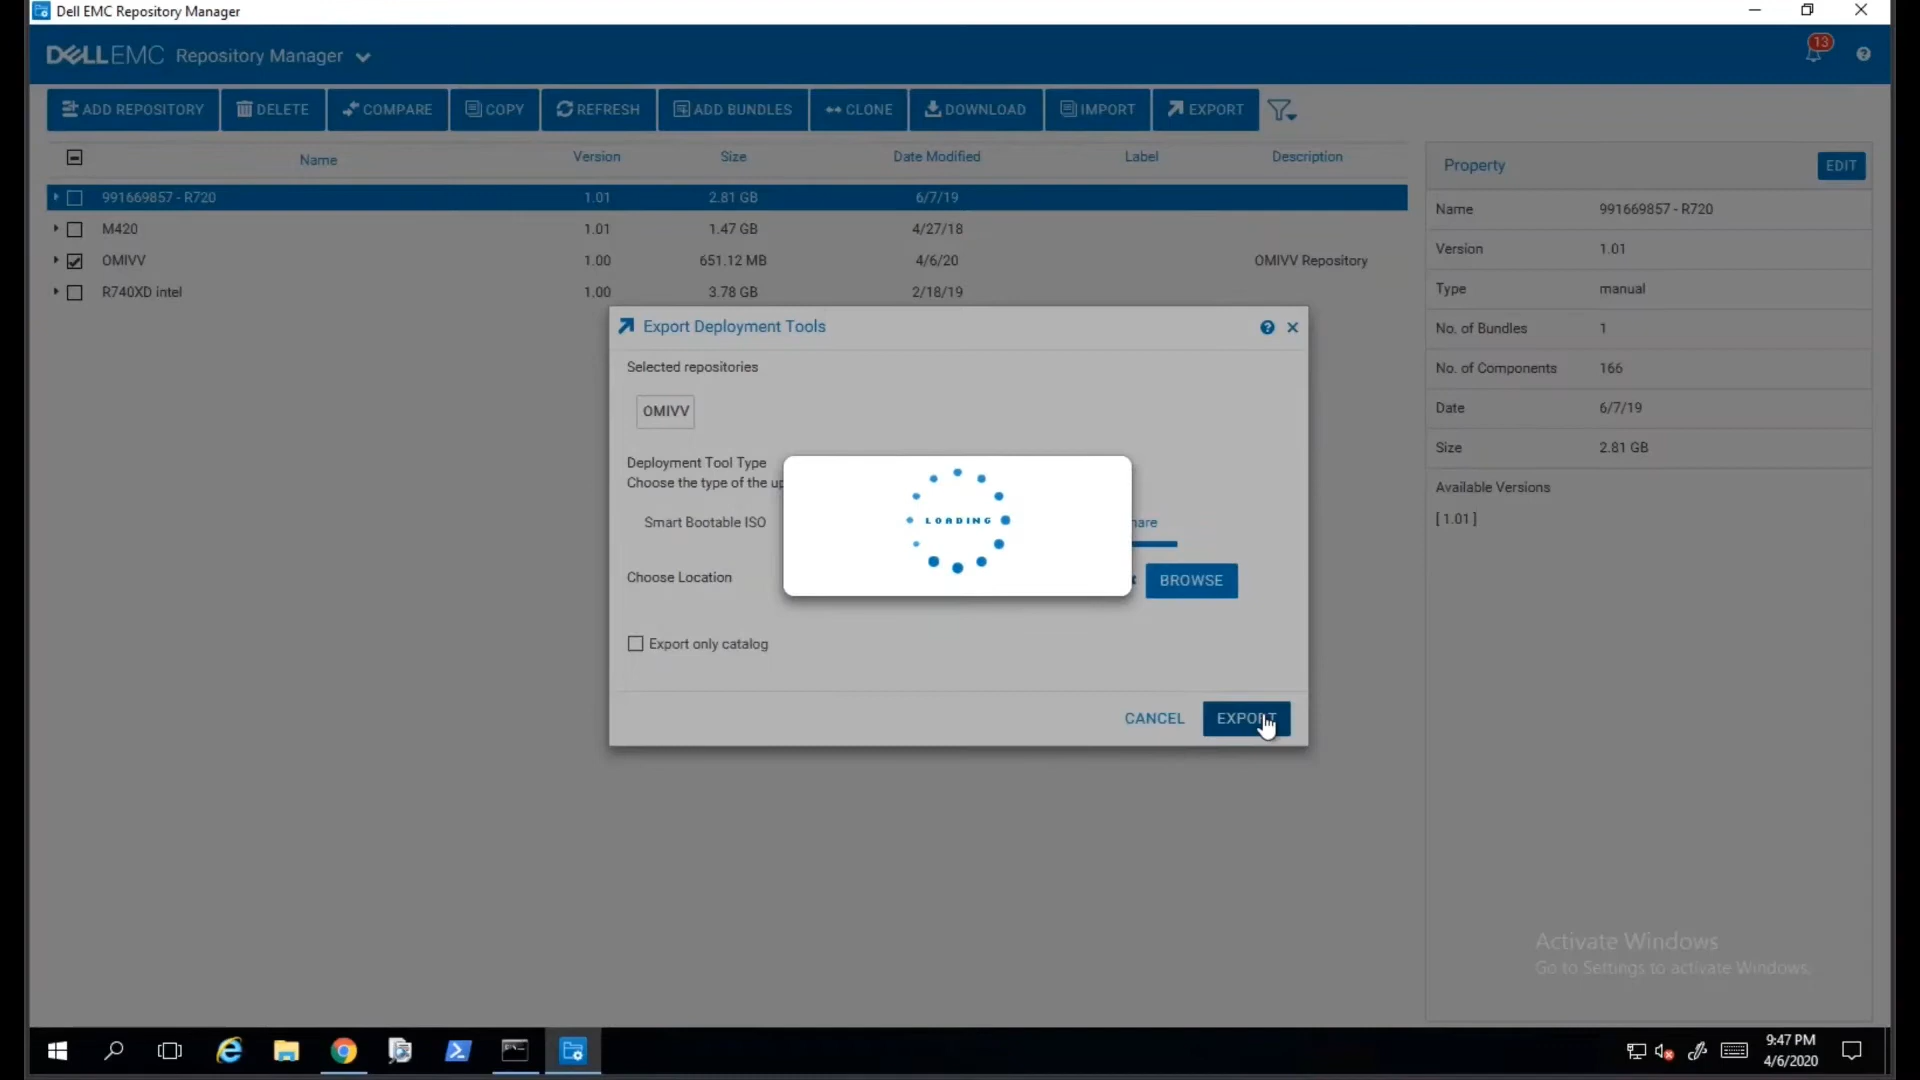 Dell EMC Repository Manager
DELLEMC Repository Manager
13
ADD REPOSITORY DELETE COMPARE COPY REFRESH ADD BUNDLES CLONE DOWNLOAD IMPORT EXPORT
Name Version Size Date Modified Label Description
991669857 - R720 1.01 2.81 GB 6/7/19
M420 1.01 1.47 GB 4/27/18
OMIVV 1.00 651.12 MB 4/6/20 OMIVV Repository
R740XD intel 1.00 3.78 GB 2/18/19
Export Deployment Tools
Selected repositories
OMIVV
Deployment Tool Type
Choose the type of the
LOADING
Smart Bootable ISO
Choose Location
BROWSE
Export only catalog
CANCEL EXPORT
Property EDIT
Name 991669857 - R720
Version 1.01
Type manual
No. of Bundles 1
No. of Components 166
Date 6/7/19
Size 2.81 GB
Available Versions
[ 1.01 ]
Activate Windows
Go to Settings to activate Windows.
9:47 PM
4/6/2020